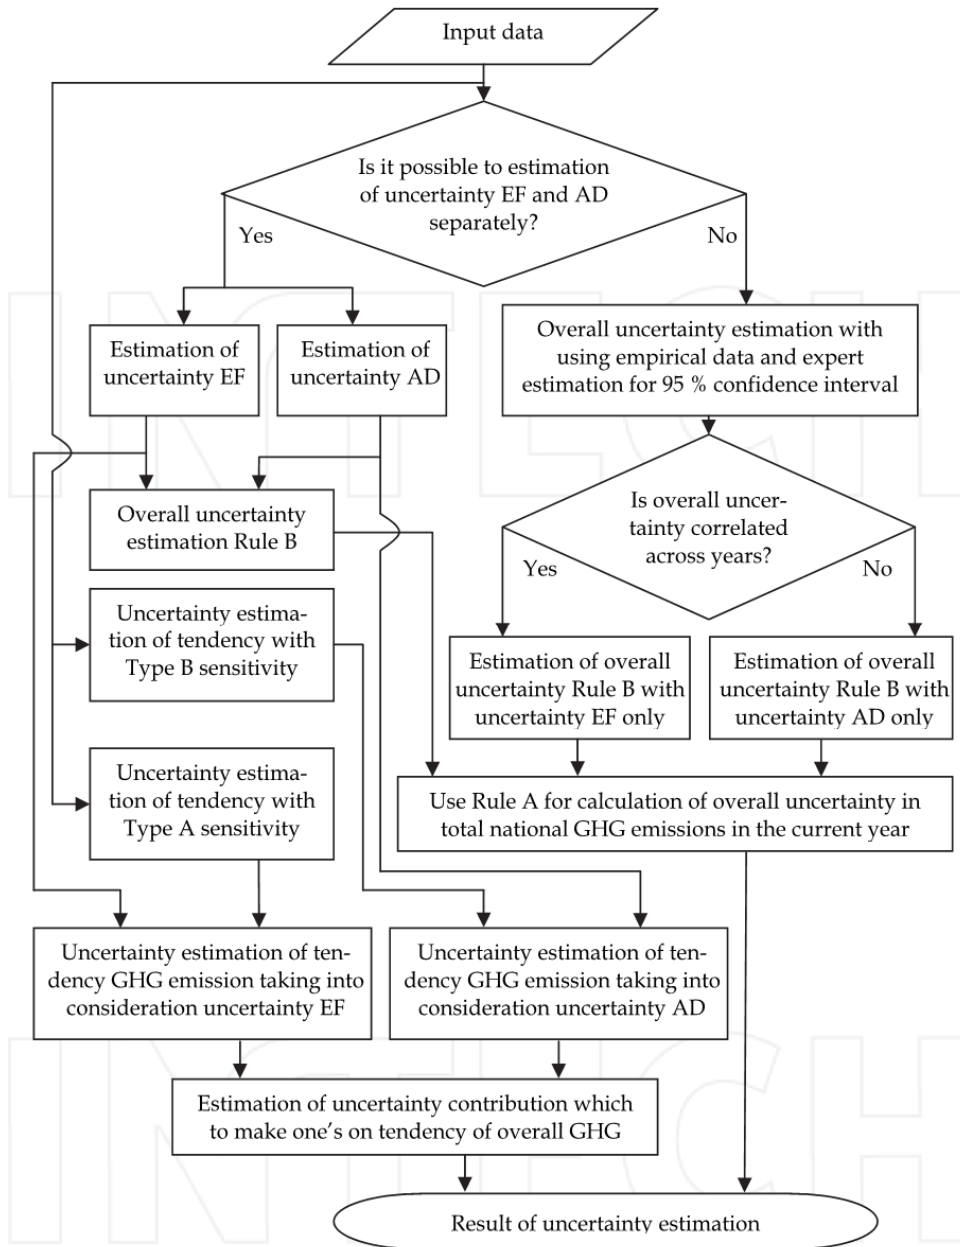 Input data
Is it possible to estimation
of uncertainty EF and AD
separately?
Yes
No
Estimation of
uncertainty EF
Estimation of
uncertainty AD
Overall uncertainty estimation with
using empirical data and expert
estimation for 95 % confidence interval
Overall uncertainty
estimation Rule B
Is overall uncer-
tainty correlated
across years?
Yes
No
Uncertainty estima-
tion of tendency with
Type B sensitivity
Estimation of overall
uncertainty Rule B with
uncertainty EF only
Estimation of overall
uncertainty Rule B with
uncertainty AD only
Uncertainty estima-
tion of tendency with
Type A sensitivity
Use Rule A for calculation of overall uncertainty in
total national GHG emissions in the current year
Uncertainty estimation of ten-
dency GHG emission taking into
consideration uncertainty EF
Uncertainty estimation of ten-
dency GHG emission taking into
consideration uncertainty AD
Estimation of uncertainty contribution which
to make one's on tendency of overall GHG
Result of uncertainty estimation
INTECH
INTECH